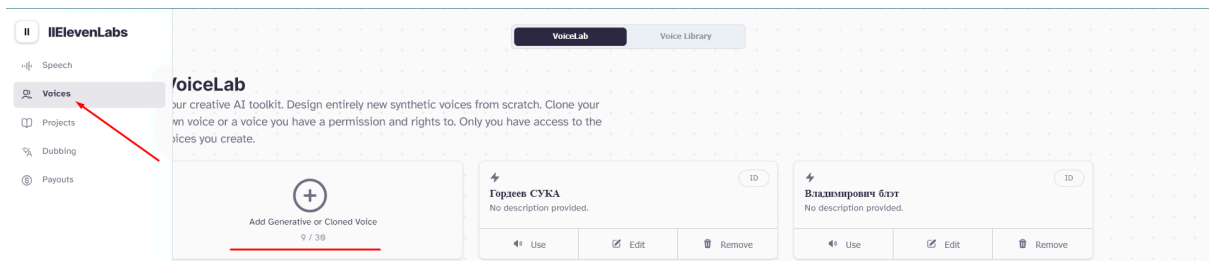 IIElevenLabs
Speech
Voices
Projects
Dubbing
Payouts
VoiceLab
Voice Library
VoiceLab
our creative AI toolkit. Design entirely new synthetic voices from scratch. Clone your
wn voice or a voice you have a permission and rights to. Only you have access to the
oices you create.
Add Generative or Cloned Voice
9 / 30
Гордеев СУКА
ID
No description provided.
Use
Edit
Remove
Владимирович блэт
ID
No description provided.
Use
Edit
Remove